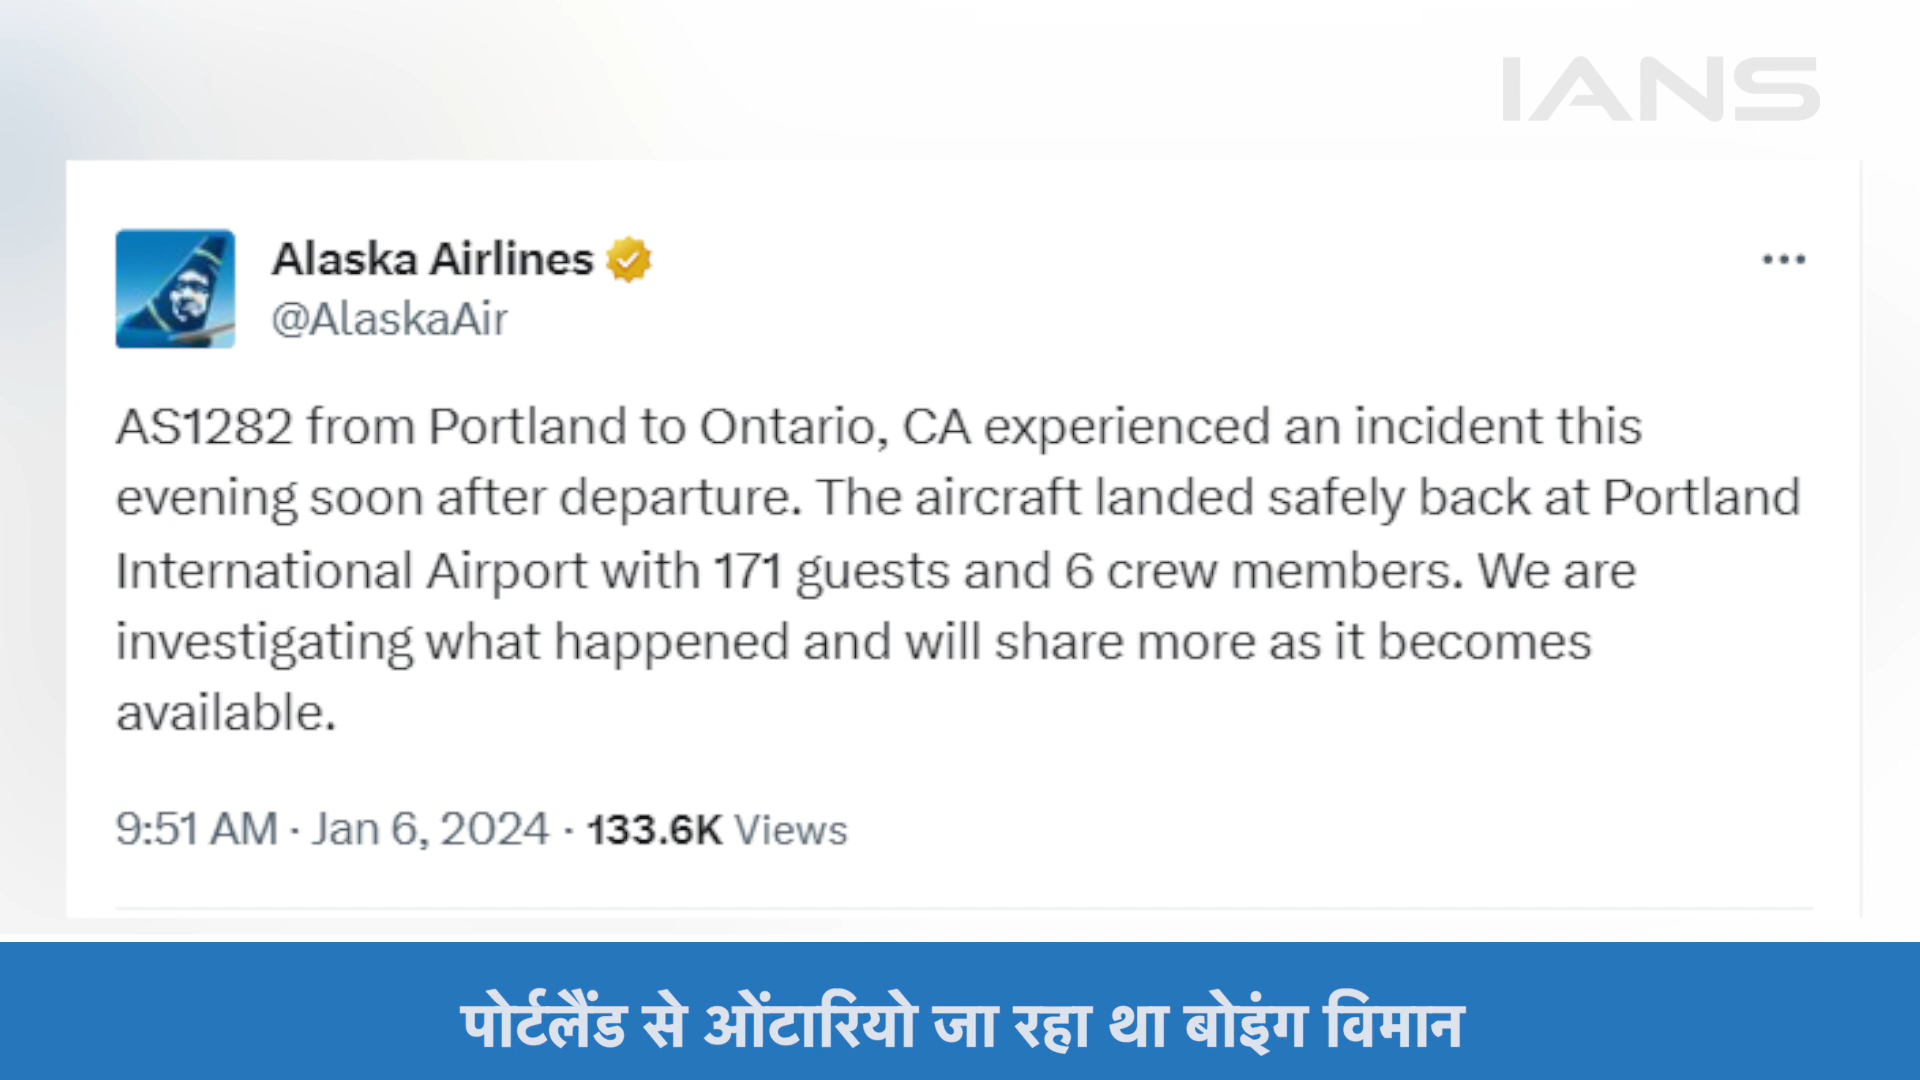 IANS
Alaska Airlines
@AlaskaAir
AS1282 from Portland to Ontario, CA experienced an incident this
evening soon after departure. The aircraft landed safely back at Portland
International Airport with 171 guests and 6 crew members. We are
investigating what happened and will share more as it becomes
available.
9:51 AM · Jan 6, 2024 · 133.6K Views
पोर्टलैंड से ओंटारियो जा रहा था बोइंग विमान